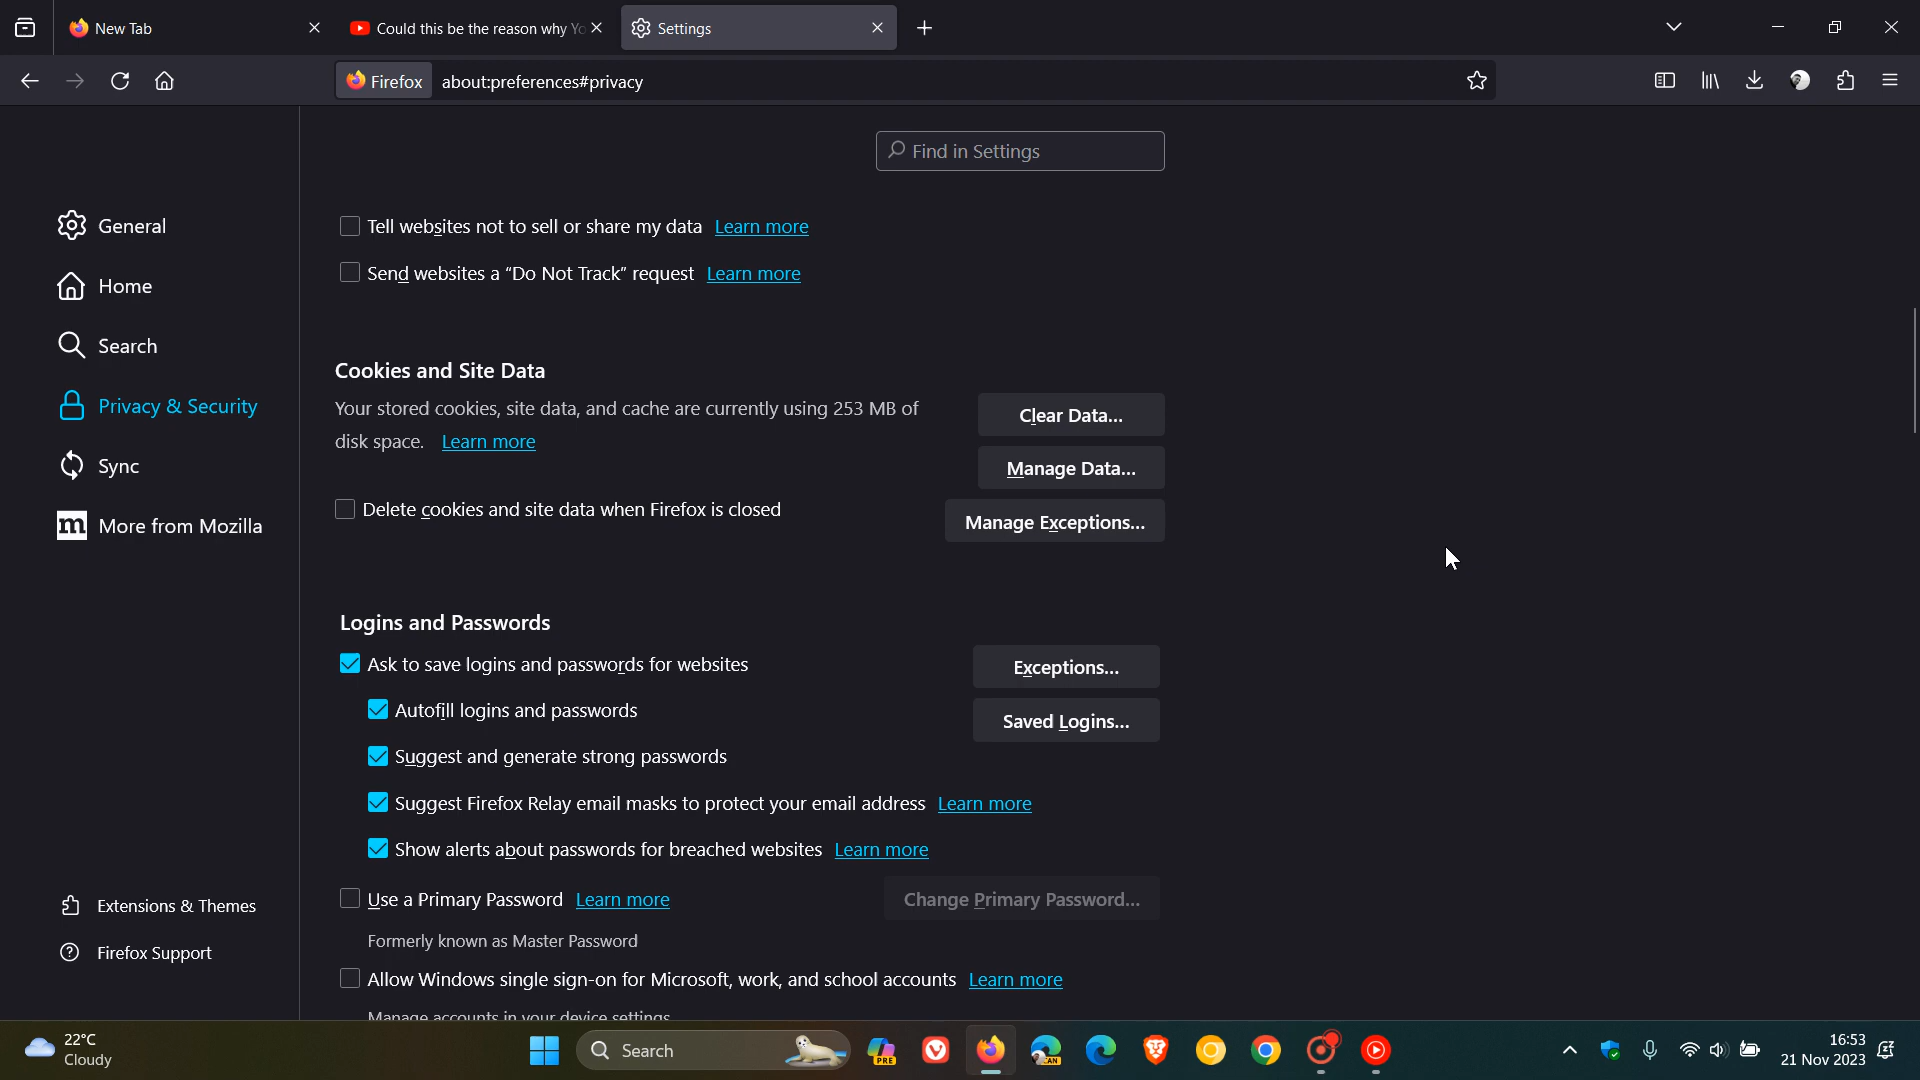 New Tab
Could this be the reason why Yo
Settings
Firefox
about:preferences#privacy
Find in Settings
General
Home
Search
Privacy & Security
Sync
m More from Mozilla
Extensions & Themes
Firefox Support
Tell websites not to sell or share my data Learn more
Send websites a “Do Not Track” request Learn more
Cookies and Site Data
Your stored cookies, site data, and cache are currently using 253 MB of
disk space. Learn more
Clear Data...
Manage Data...
Delete cookies and site data when Firefox is closed
Manage Exceptions...
Logins and Passwords
Ask to save logins and passwords for websites
Exceptions...
Autofill logins and passwords
Saved Logins...
Suggest and generate strong passwords
Suggest Firefox Relay email masks to protect your email address Learn more
Show alerts about passwords for breached websites Learn more
Use a Primary Password Learn more
Change Primary Password...
Formerly known as Master Password
Allow Windows single sign-on for Microsoft, work, and school accounts Learn more
Manage accounts in your device settings
22°C
Cloudy
Search
PRE
CAN
16:53
21 Nov 2023